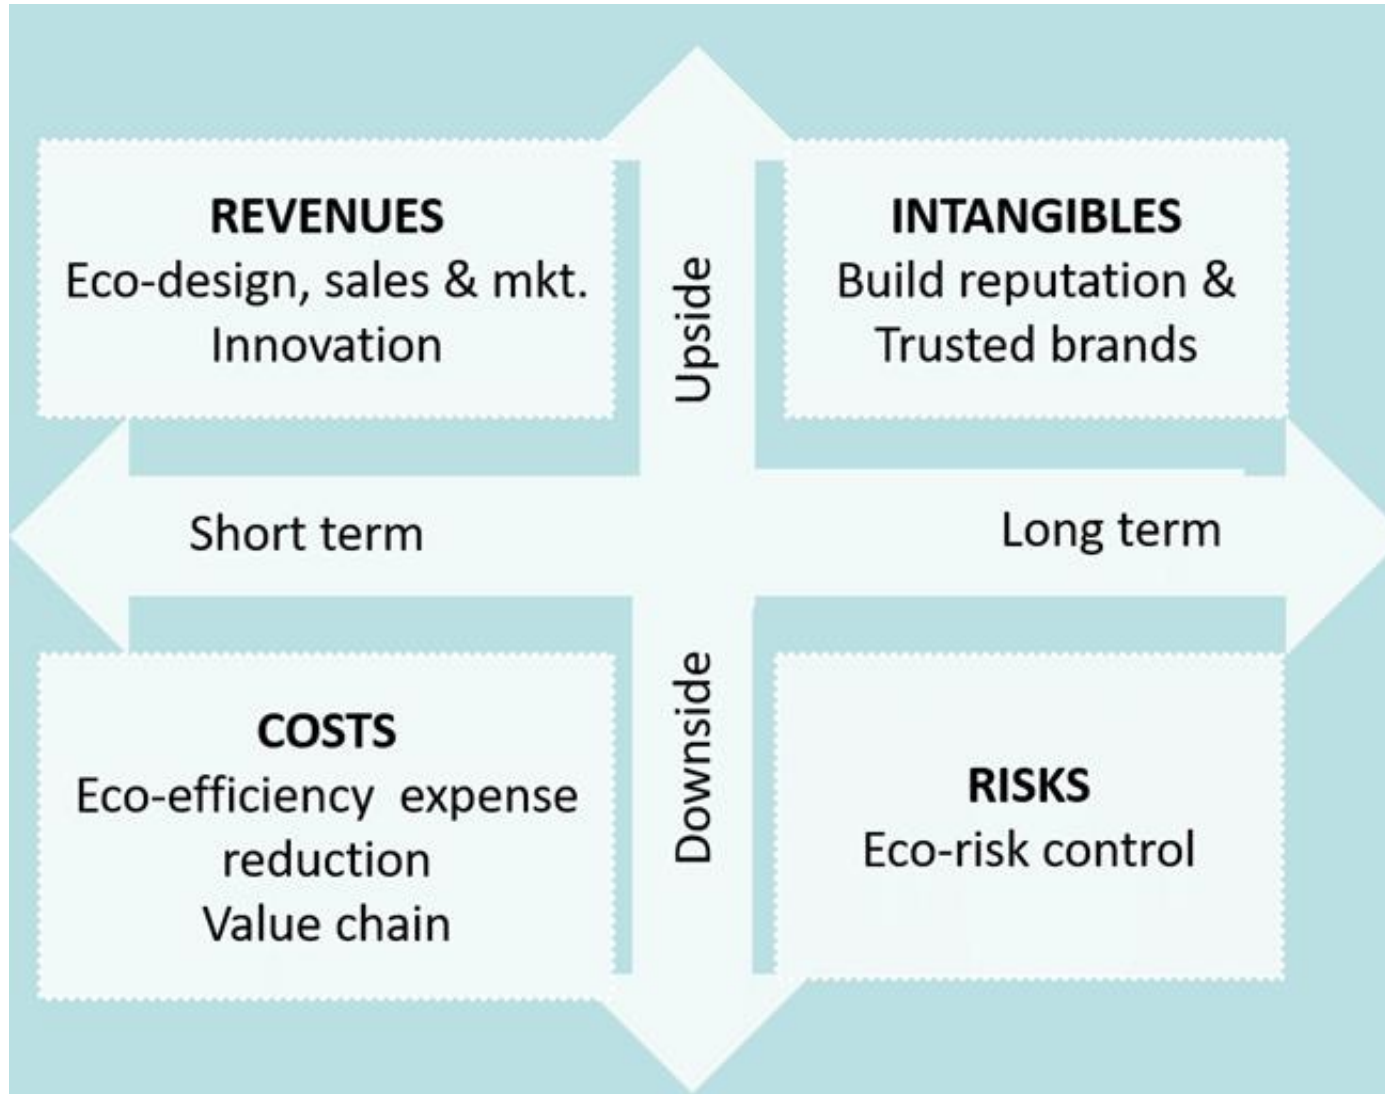 REVENUES
Eco-design, sales & mkt.
Innovation
INTANGIBLES
Build reputation &
Trusted brands
Upside
Short term
Long term
Downside
COSTS
Eco-efficiency  expense
reduction
Value chain
RISKS
Eco-risk control